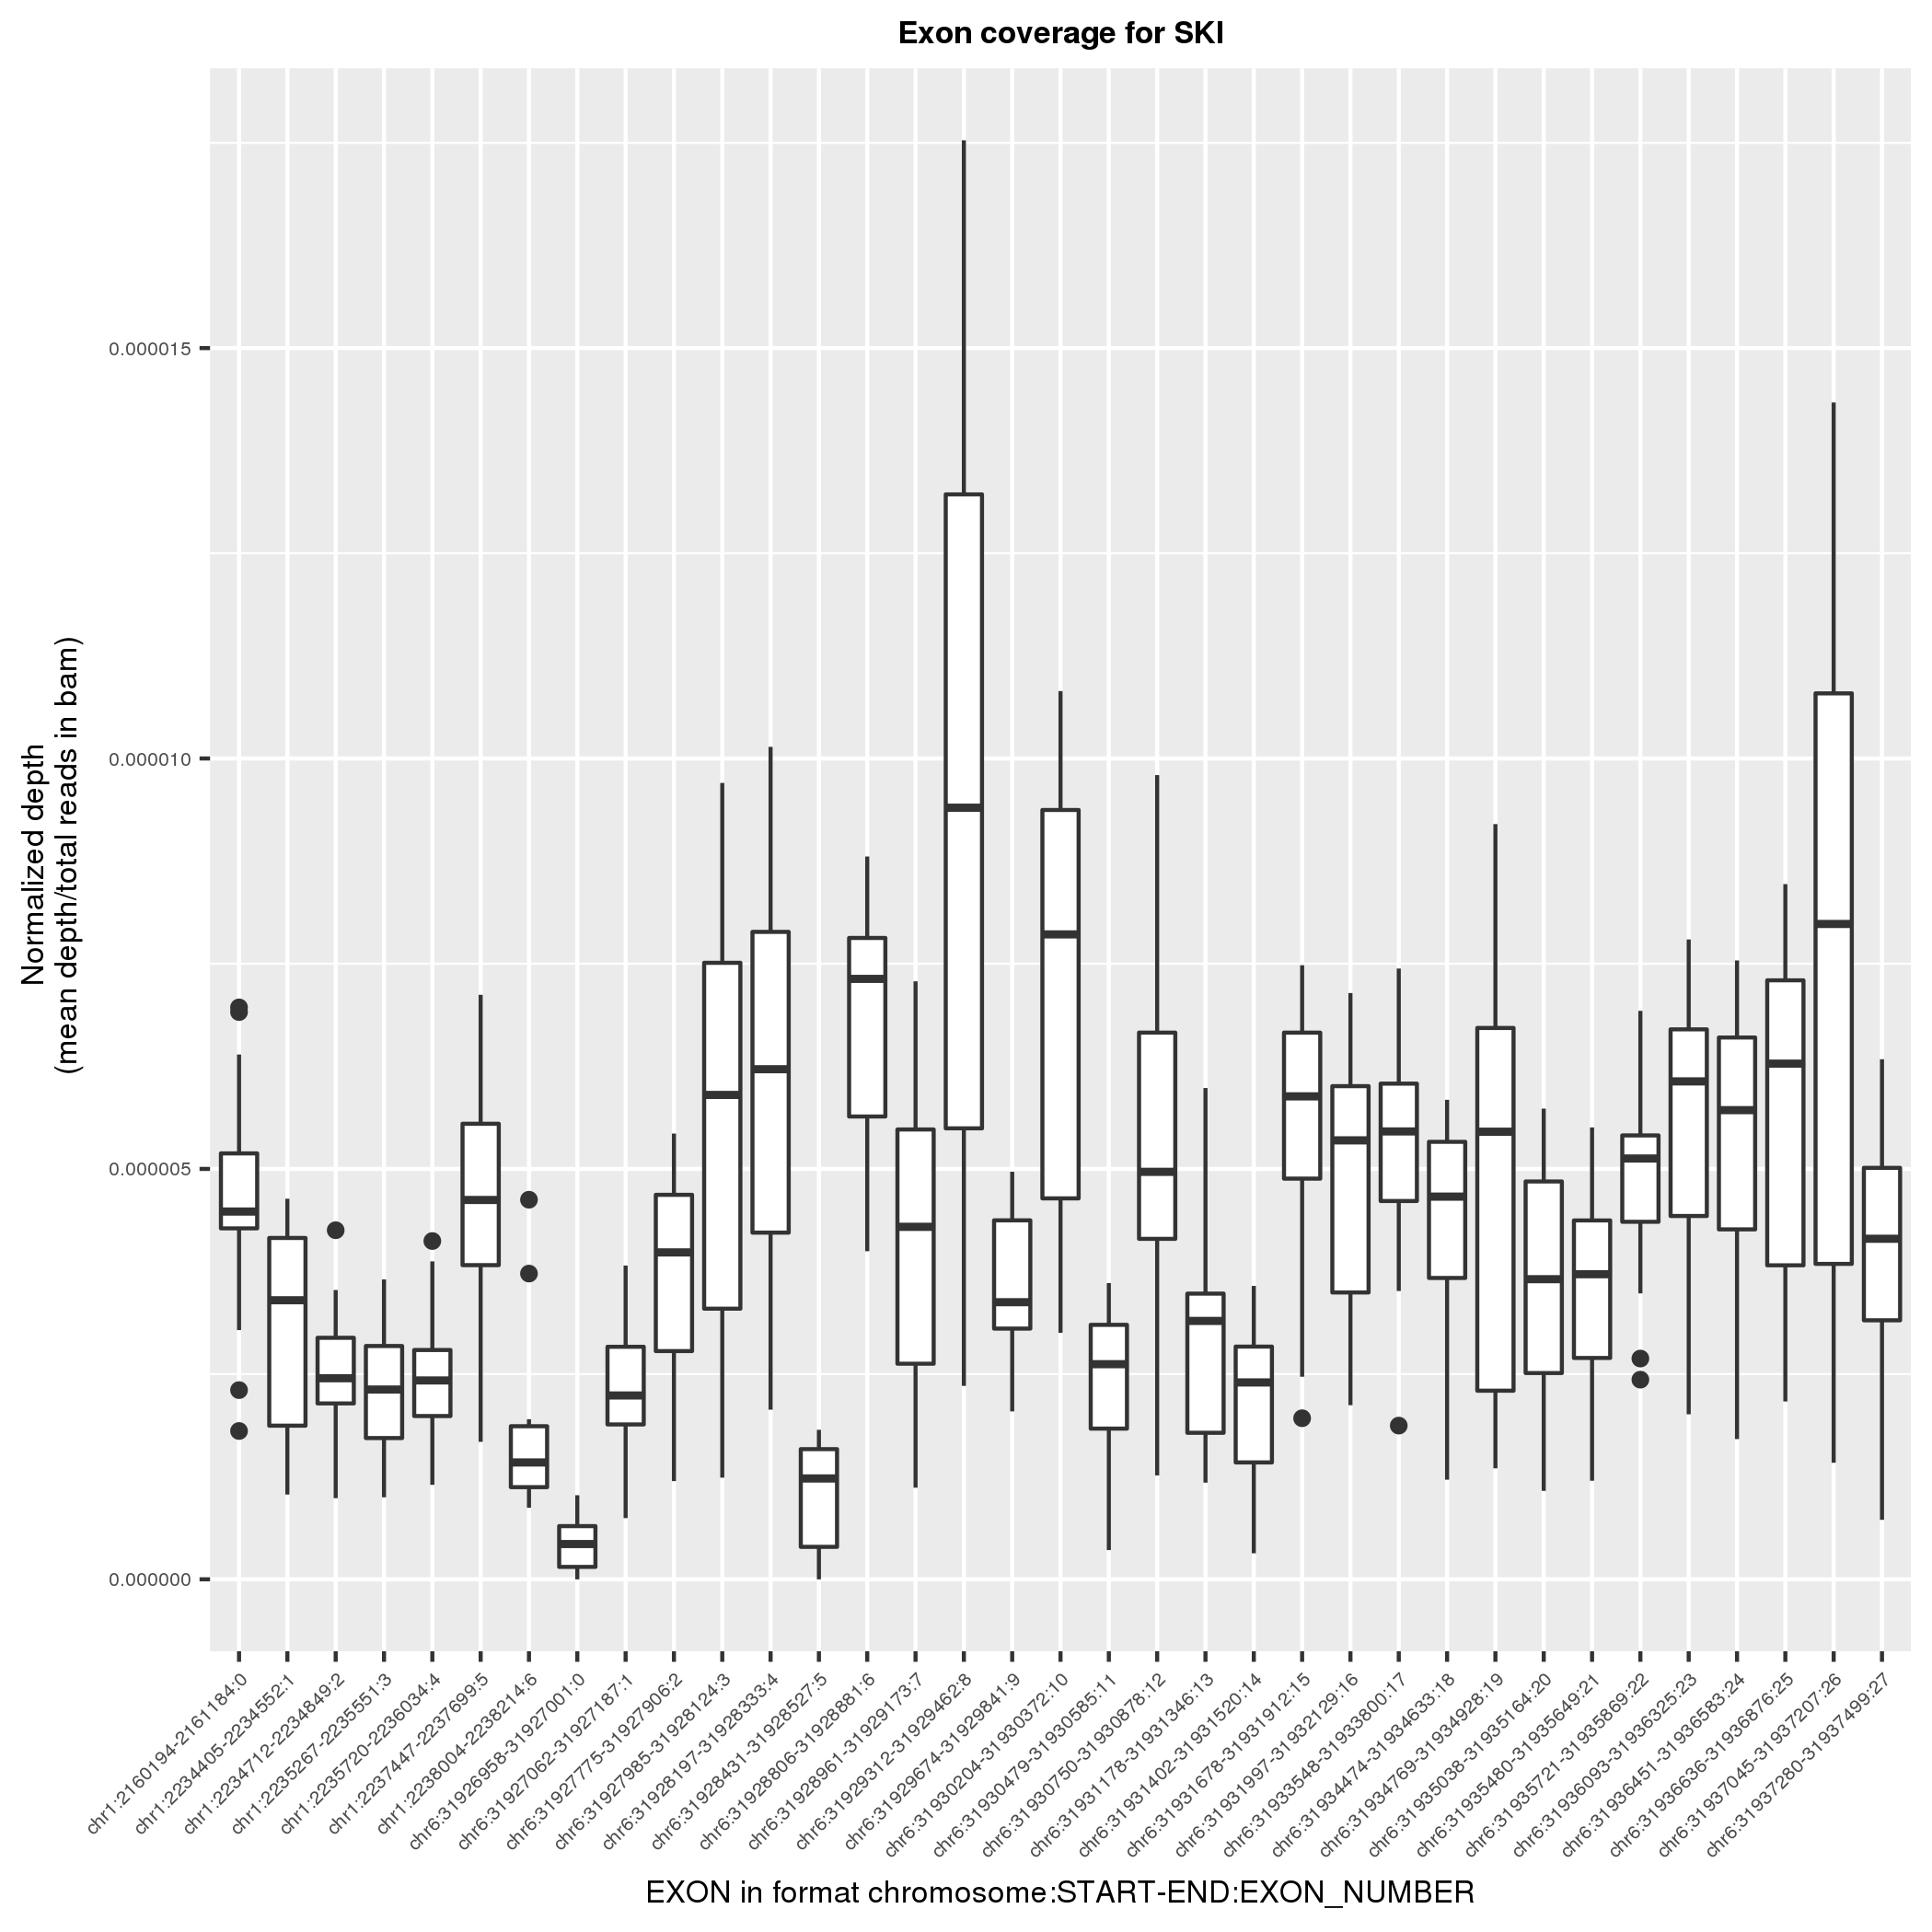 Exon coverage for SKI
Normalized depth
(mean depth/total reads in bam)
0.000015
0.000010
0.000005
0.000000
chr1:2160194-2161184:0
chr1:2234405-2234552:1
chr1:2234712-2234849:2
chr1:2235267-2235551:3
chr1:2235720-2236034:4
chr1:2237447-2237699:5
chr1:2238004-2238214:6
chr6:31926958-31927001:0
chr6:31927062-31927187:1
chr6:31927775-31927906:2
chr6:31927985-31928124:3
chr6:31928197-31928333:4
chr6:31928431-31928527:5
chr6:31928806-31928881:6
chr6:31928961-31929173:7
chr6:31929312-31929462:8
chr6:31929674-31929841:9
chr6:31930204-31930372:10
chr6:31930479-31930585:11
chr6:31930750-31930878:12
chr6:31931178-31931346:13
chr6:31931402-31931520:14
chr6:31931678-31931912:15
chr6:31931997-31932129:16
chr6:31933548-31933800:17
chr6:31934474-31934633:18
chr6:31934769-31934928:19
chr6:31935038-31935164:20
chr6:31935480-31935649:21
chr6:31935721-31935869:22
chr6:31936093-31936325:23
chr6:31936451-31936583:24
chr6:31936636-31936876:25
chr6:31937045-31937207:26
chr6:31937280-31937499:27
EXON in format chromosome:START-END:EXON_NUMBER